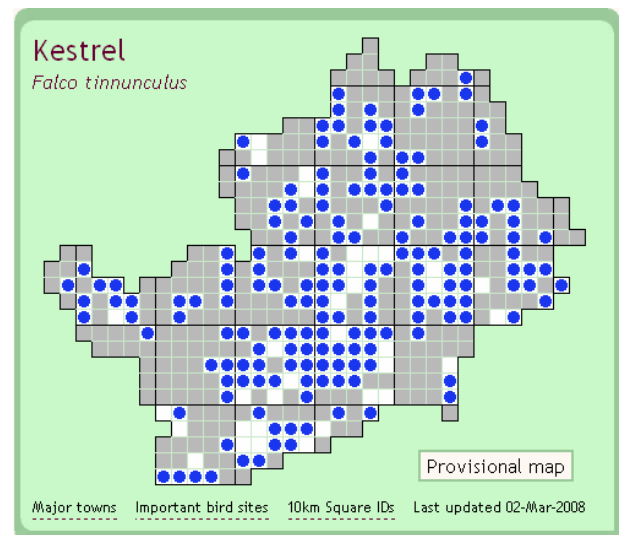 Kestrel
Falco tinnunculus
Provisional map
Major towns Important bird sites 10km Square IDs Last updated 02-Mar-2008